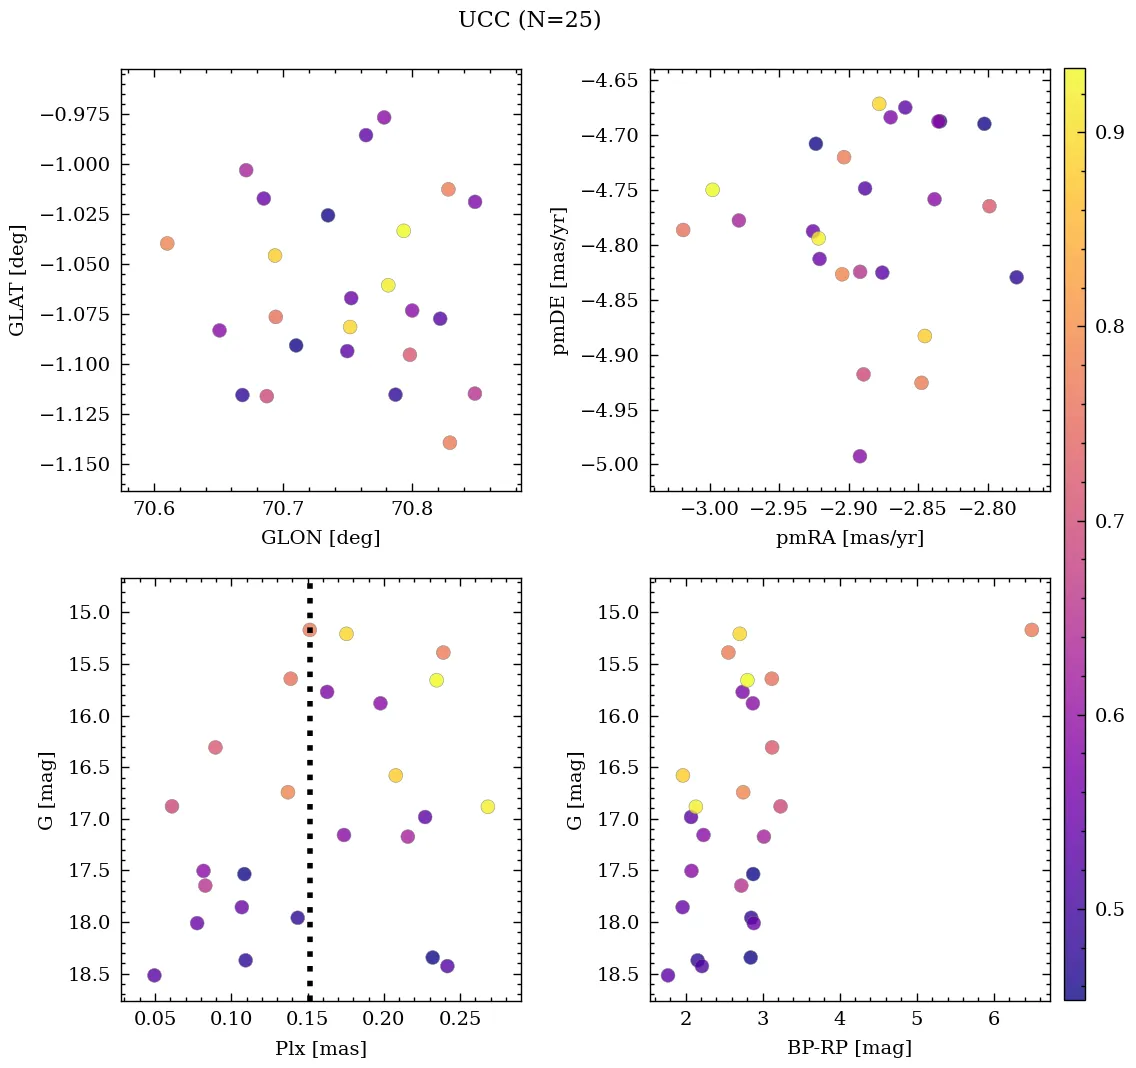 UCC (N=25)
−0.975
−1.000
−1.025
−1.050
−1.075
−1.100
−1.125
−1.150
GLAT [deg]
70.6 70.7 70.8
GLON [deg]
−4.65
−4.70
−4.75
−4.80
−4.85
−4.90
−4.95
−5.00
pmDE [mas/yr]
−3.00 −2.95 −2.90 −2.85 −2.80
pmRA [mas/yr]
15.0
15.5
16.0
16.5
17.0
17.5
18.0
18.5
G [mag]
0.05 0.10 0.15 0.20 0.25
Plx [mas]
15.0
15.5
16.0
16.5
17.0
17.5
18.0
18.5
G [mag]
2 3 4 5 6
BP-RP [mag]
0.9
0.8
0.7
0.6
0.5